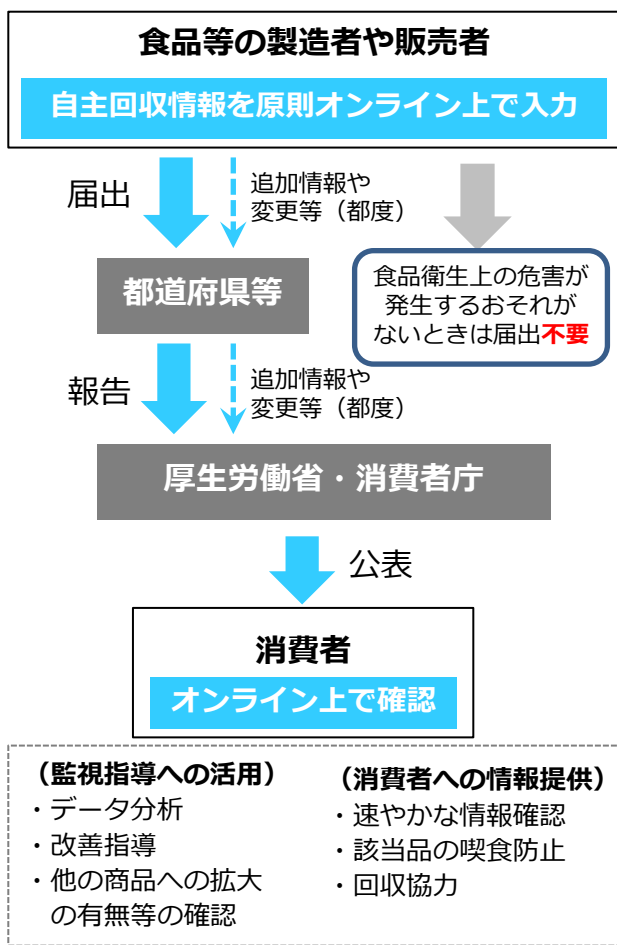 食品等の製造者や販売者
自主回収情報を原則オンライン上で入力
届出
追加情報や
変更等（都度）
都道府県等
食品衛生上の危害が
発生するおそれが
ないときは届出不要
報告
追加情報や
変更等（都度）
厚生労働省・消費者庁
公表
消費者
オンライン上で確認
（監視指導への活用）
・データ分析
・改善指導
・他の商品への拡大
の有無等の確認
（消費者への情報提供）
・速やかな情報確認
・該当品の喫食防止
・回収協力